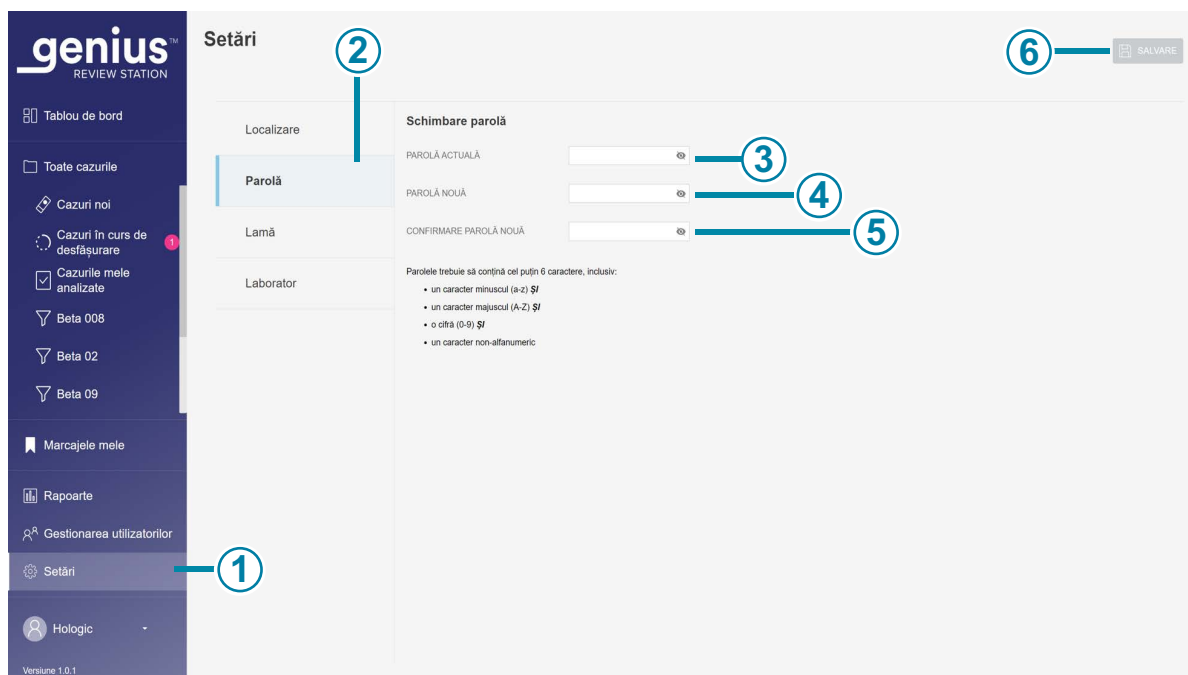 genius™
REVIEW STATION
Tablou de bord
Toate cazurile
Cazuri noi
Cazuri în curs de
desfășurare
1
Cazurile mele
analizate
Beta 008
Beta 02
Beta 09
Marcajele mele
Rapoarte
Gestionarea utilizatorilor
Setări
1
Hologic
Versiune 1.0.1
Setări
2
6
SALVARE
Localizare
Parolă
Lamă
Laborator
Schimbare parolă
PAROLĂ ACTUALĂ
3
PAROLĂ NOUĂ
4
CONFIRMARE PAROLĂ NOUĂ
5
Parolele trebuie să conțină cel puțin 6 caractere, inclusiv:
• un caracter minuscul (a-z) ȘI
• un caracter majuscul (A-Z) ȘI
• o cifră (0-9) ȘI
• un caracter non-alfanumeric